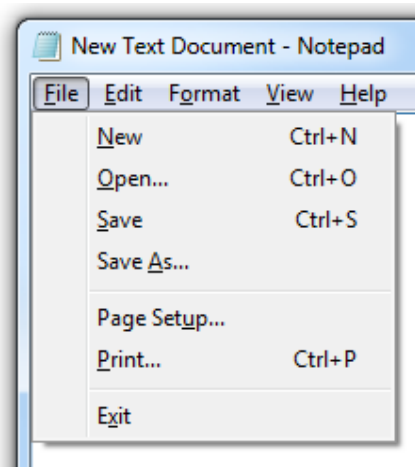 New Text Document - Notepad
File Edit Format View Help
New Ctrl+N
Open... Ctrl+O
Save Ctrl+S
Save As...
Page Setup...
Print... Ctrl+P
Exit